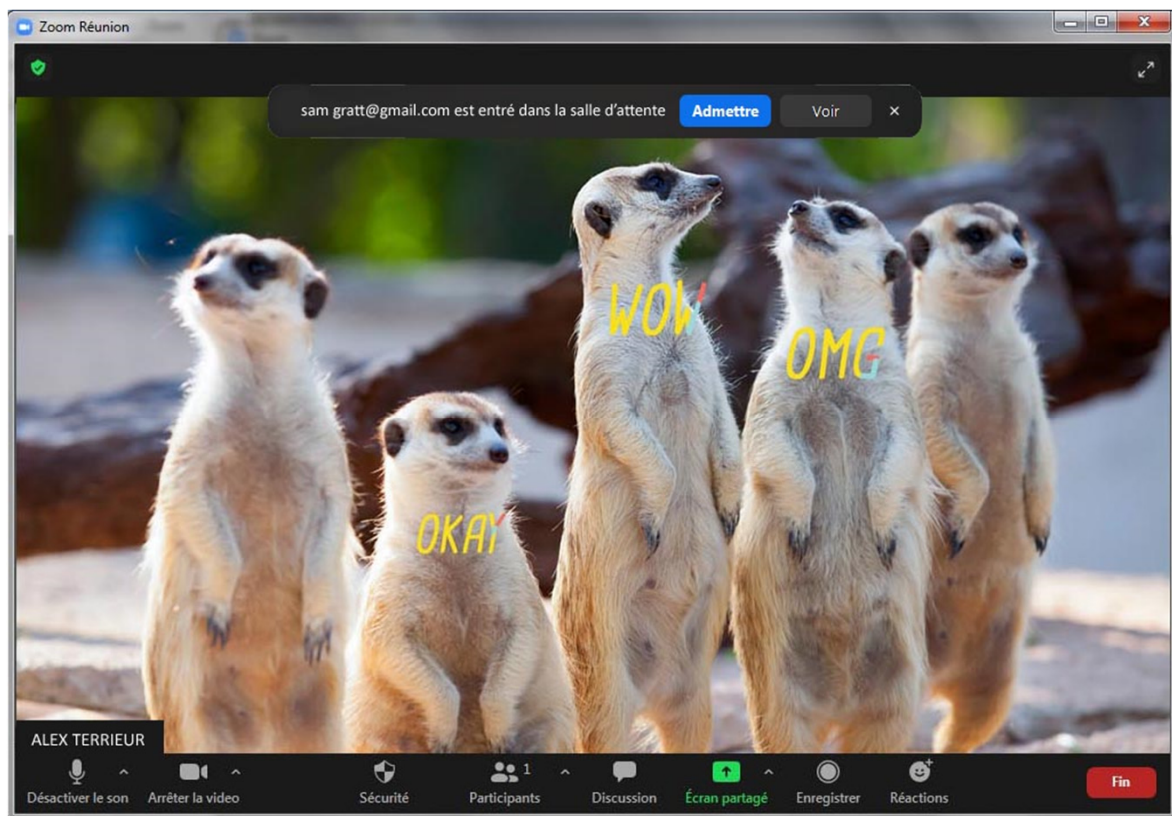 Zoom Réunion
sam gratt@gmail.com est entré dans la salle d'attente Admettre Voir
WOW
OMG
OKAY
ALEX TERRIEUR
1
Désactiver le son Arrêter la video Sécurité Participants Discussion Écran partagé Enregistrer Réactions Fin